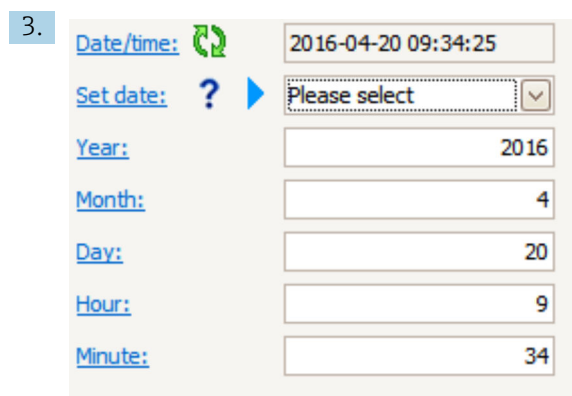 3.
Date/time: 2016-04-20 09:34:25
Set date: ? Please select
Year: 2016
Month: 4
Day: 20
Hour: 9
Minute: 34